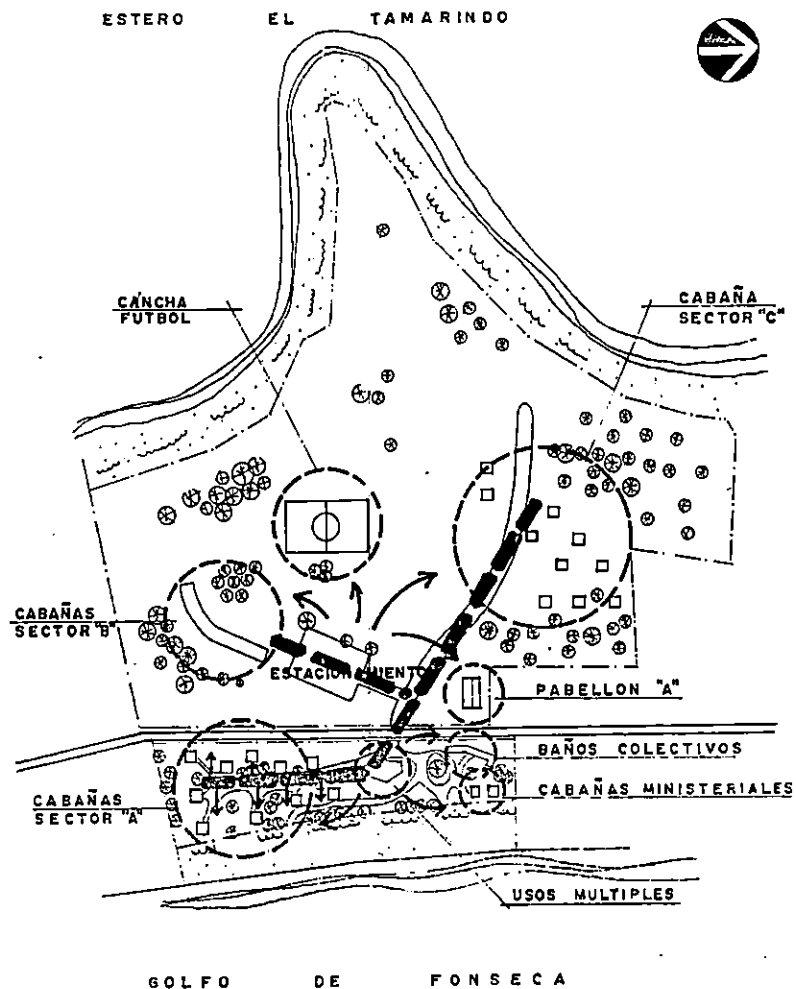 ESTERO EL TAMARINDO
CANCHA
FUTBOL
CABAÑA
SECTOR "C"
CABAÑAS
SECTOR "B"
ESTACIONAMIENTO
PABELLON "A"
BAÑOS COLECTIVOS
CABAÑAS MINISTERIALES
CABAÑAS
SECTOR "A"
USOS MULTIPLES
GOLFO DE FONSECA